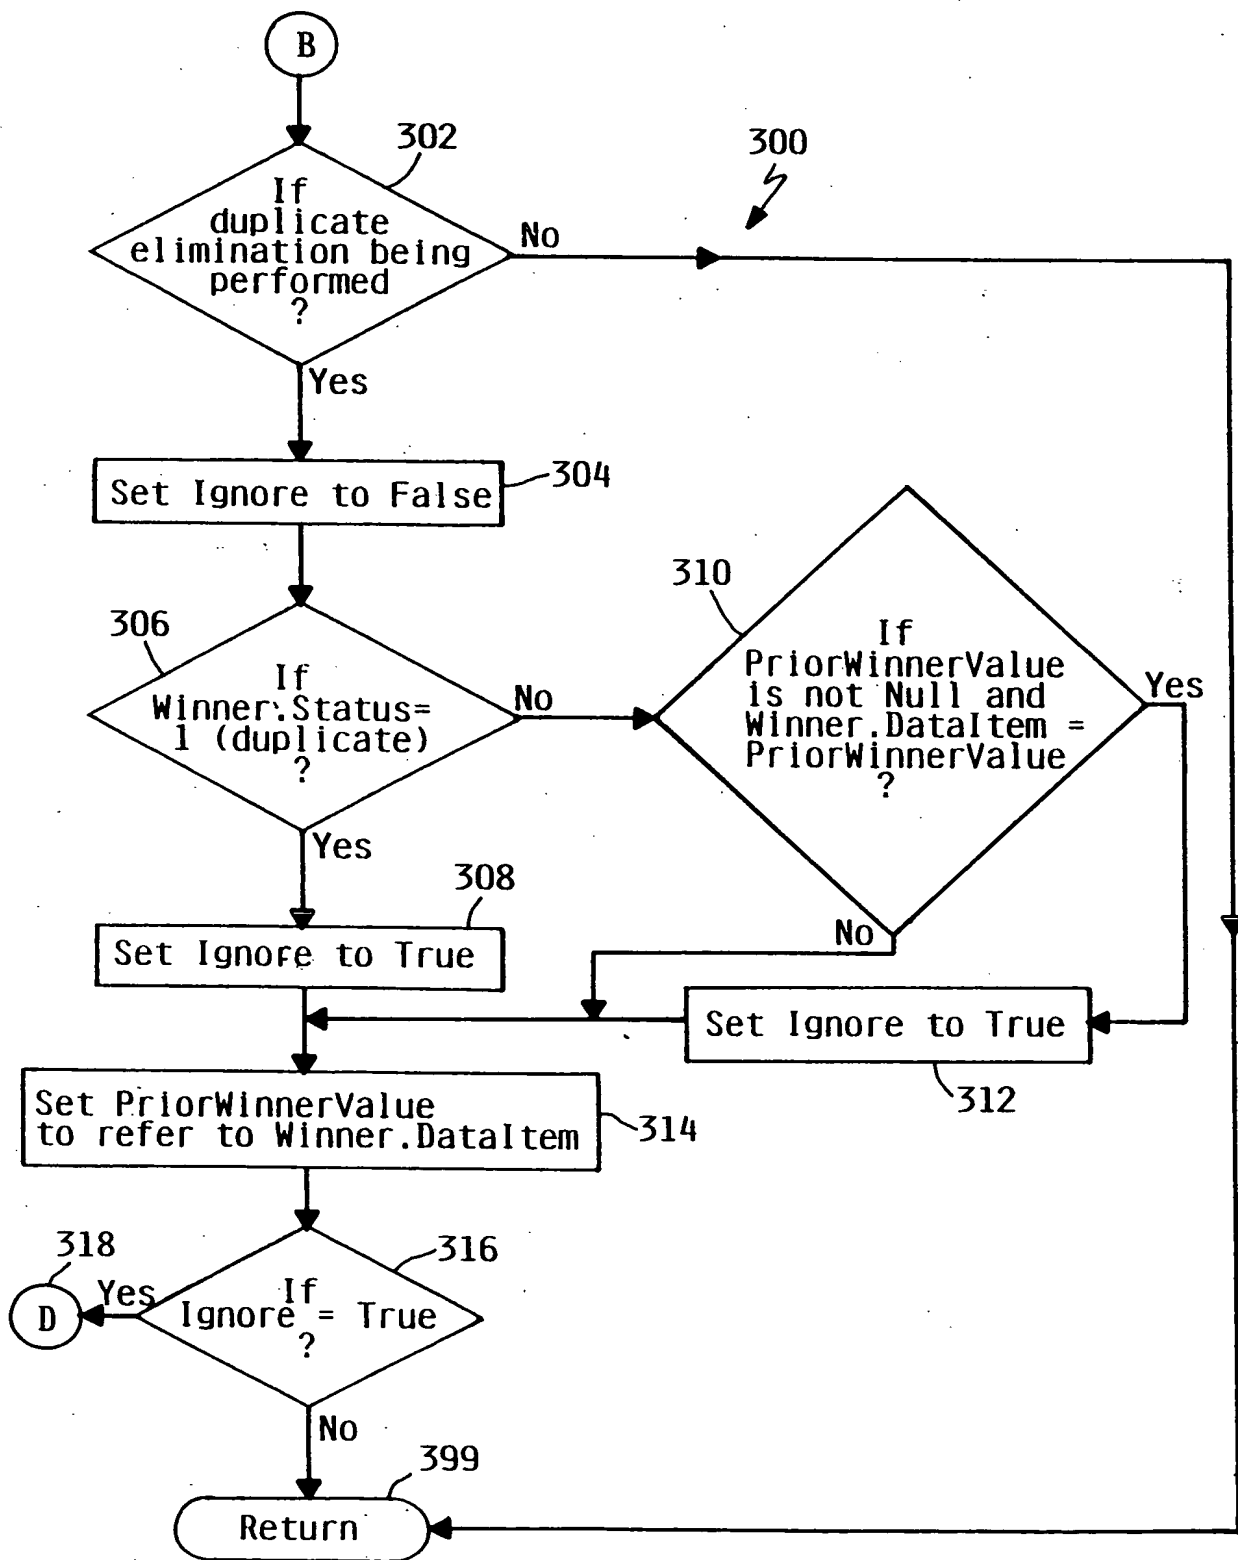 B
302
300
If
duplicate
elimination being
performed
?
No
Yes
Set Ignore to False
304
310
306
If
Winner.Status=
1 (duplicate)
?
No
If
PriorWinnerValue
is not Null and
Winner.DataItem =
PriorWinnerValue
?
Yes
Yes
308
No
Set Ignore to True
Set Ignore to True
312
Set PriorWinnerValue
to refer to Winner.DataItem
314
318
316
Yes
D
If
Ignore = True
?
No
399
Return